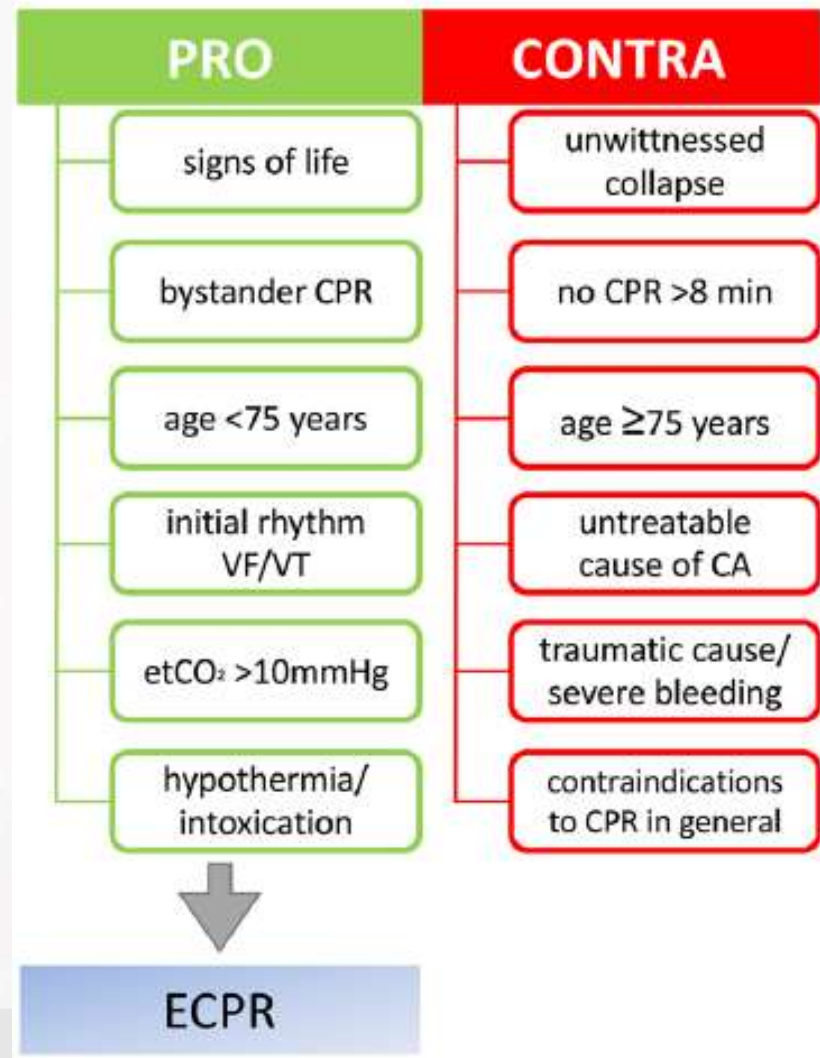 PRO
signs of life
bystander CPR
age <75 years
initial rhythm
VF/VT
etCO₂ >10mmHg
hypothermia/
intoxication
ECPR
CONTRA
unwittnessed
collapse
no CPR >8 min
age ≥75 years
untreatable
cause of CA
traumatic cause/
severe bleeding
contraindications
to CPR in general